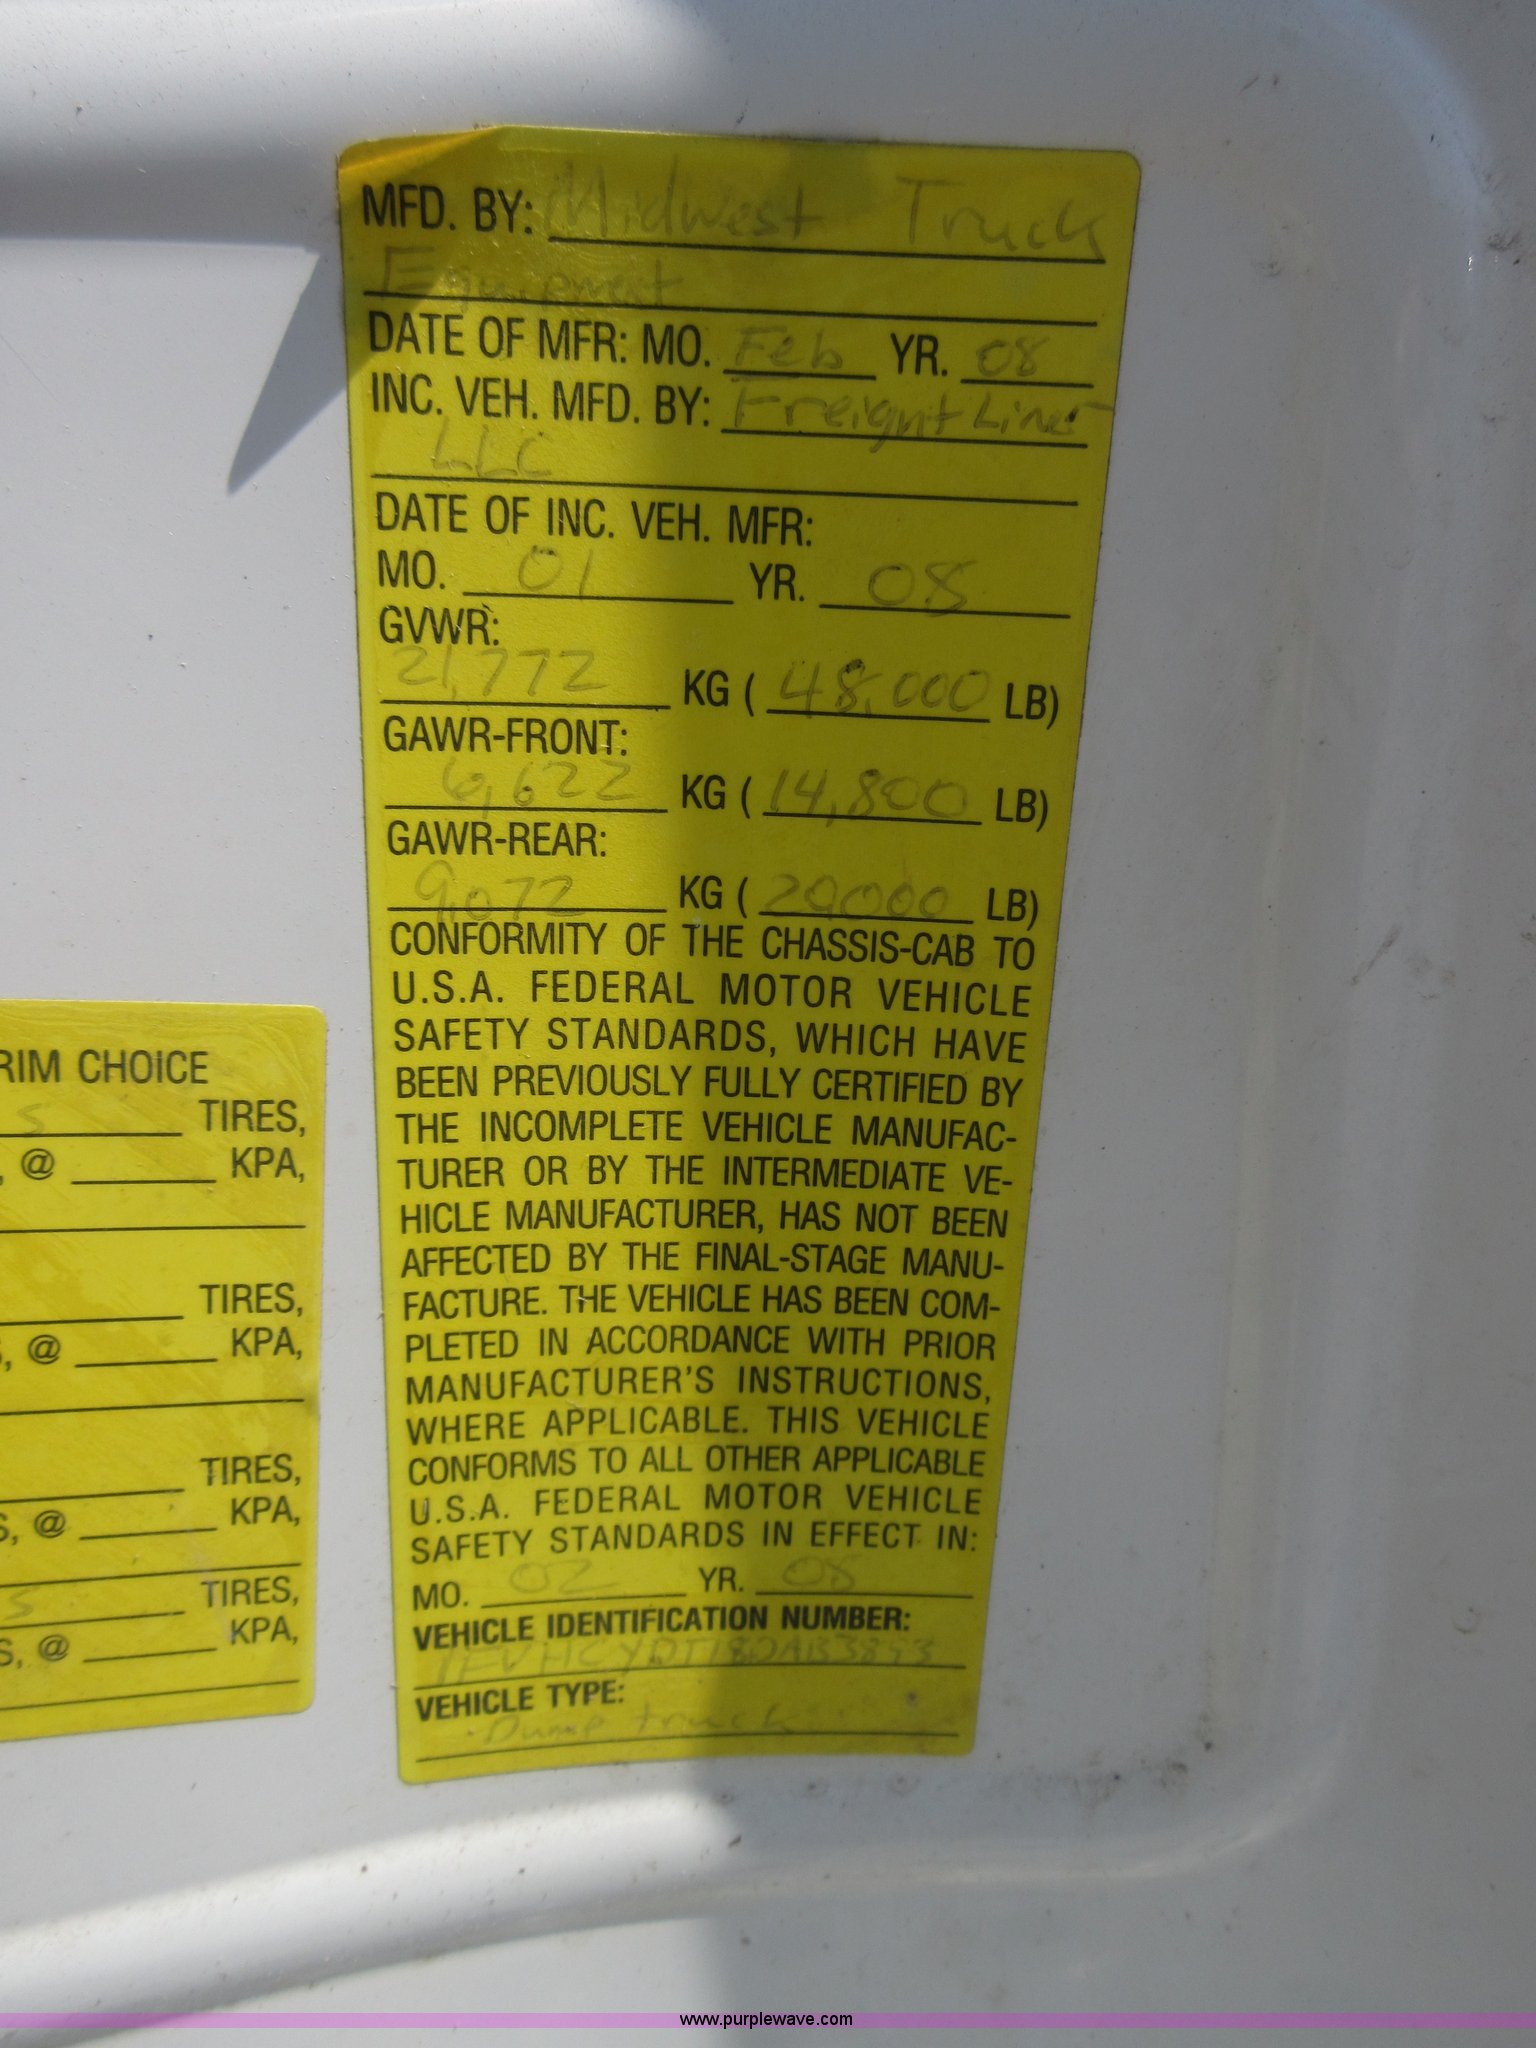 MFD. BY: Midwest Truck
Equipment
DATE OF MFR: MO. Feb YR. 08
INC. VEH. MFD. BY: FreightLiner
LLC
DATE OF INC. VEH. MFR:
MO. 01 YR. 08
GVWR:
21,772 KG ( 48,000 LB)
GAWR-FRONT:
6,622 KG ( 14,800 LB)
GAWR-REAR:
9,072 KG ( 20,000 LB)
CONFORMITY OF THE CHASSIS-CAB TO
U.S.A. FEDERAL MOTOR VEHICLE
SAFETY STANDARDS, WHICH HAVE
BEEN PREVIOUSLY FULLY CERTIFIED BY
THE INCOMPLETE VEHICLE MANUFAC-
TURER OR BY THE INTERMEDIATE VE-
HICLE MANUFACTURER, HAS NOT BEEN
AFFECTED BY THE FINAL-STAGE MANU-
FACTURE. THE VEHICLE HAS BEEN COM-
PLETED IN ACCORDANCE WITH PRIOR
MANUFACTURER'S INSTRUCTIONS,
WHERE APPLICABLE. THIS VEHICLE
CONFORMS TO ALL OTHER APPLICABLE
U.S.A. FEDERAL MOTOR VEHICLE
SAFETY STANDARDS IN EFFECT IN:
MO. 02 YR. 08
VEHICLE IDENTIFICATION NUMBER:
VEHICLE TYPE:
Dump truck
RIM CHOICE
S TIRES,
, @ KPA,
TIRES,
S, @ KPA,
TIRES,
S, @ KPA,
S TIRES,
S, @ KPA,
www.purplewave.com